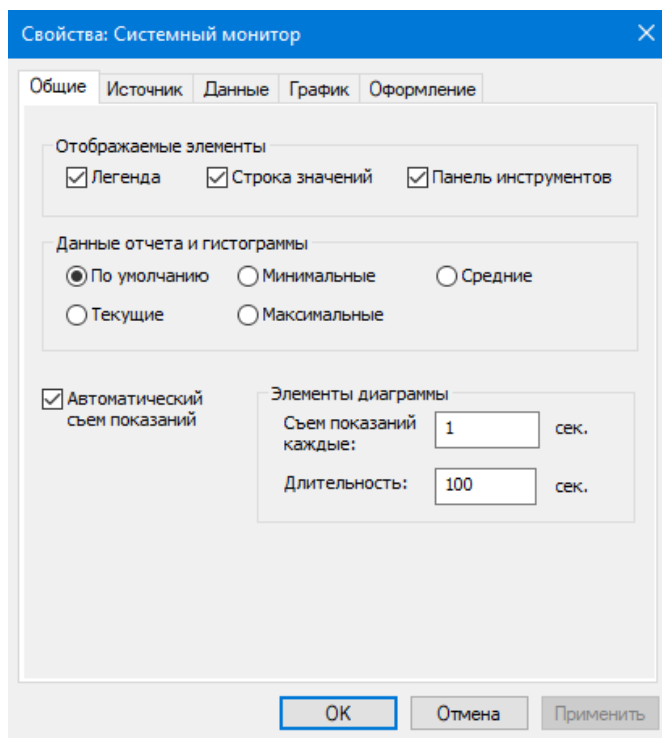 Свойства: Системный монитор
Общие Источник Данные График Оформление
Отображаемые элементы
Легенда Строка значений Панель инструментов
Данные отчета и гистограммы
По умолчанию Минимальные Средние
Текущие Максимальные
Автоматический
съем показаний
Элементы диаграммы
Съем показаний
каждые: 1 сек.
Длительность: 100 сек.
OK Отмена Применить